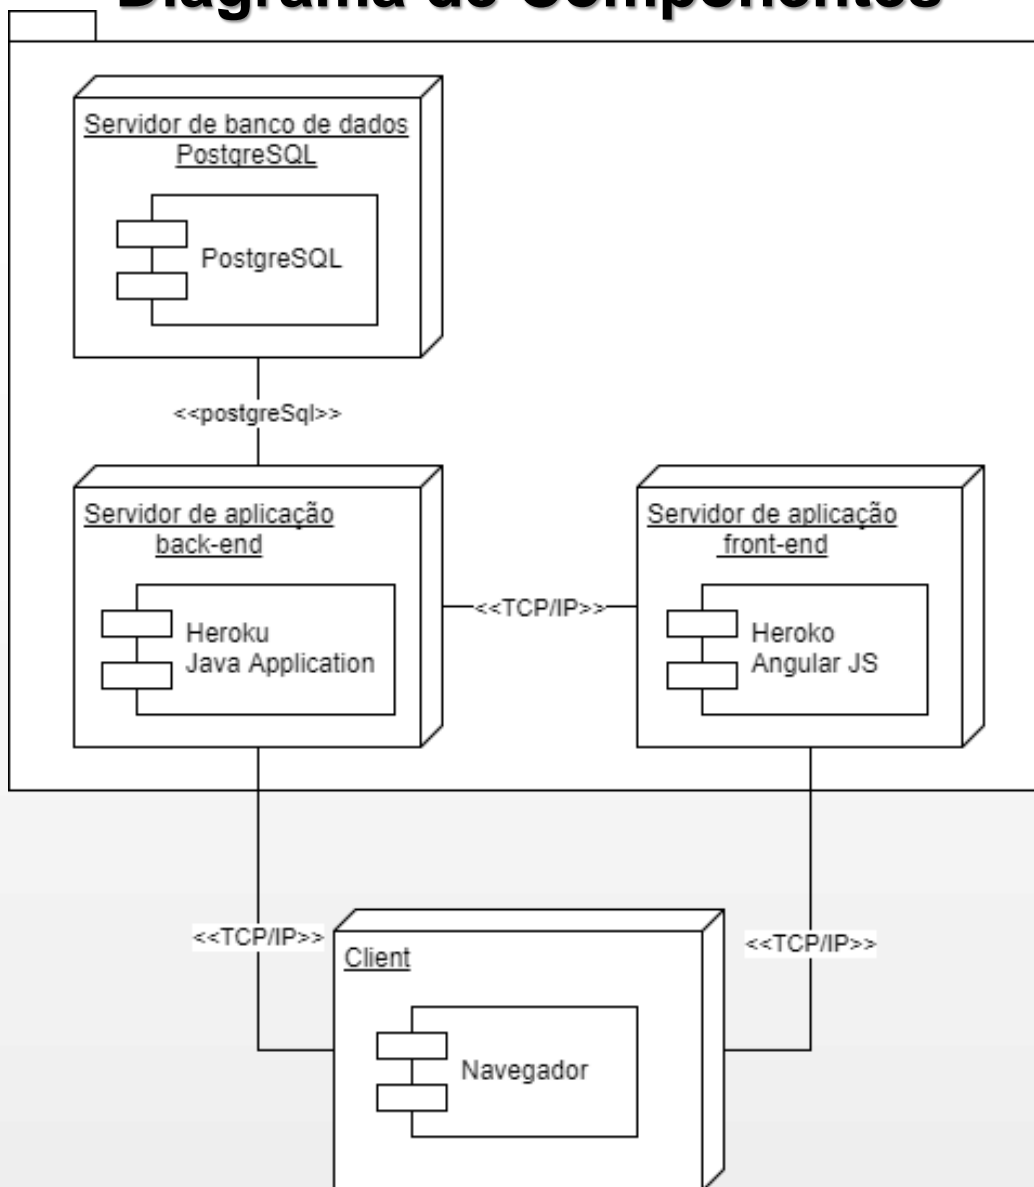 Diagrama de Componentes
Servidor de banco de dados
PostgreSQL
PostgreSQL
<<postgreSql>>
Servidor de aplicação
back-end
Heroku
Java Application
<<TCP/IP>>
Servidor de aplicação
front-end
Heroko
Angular JS
<<TCP/IP>>
<<TCP/IP>>
Client
Navegador